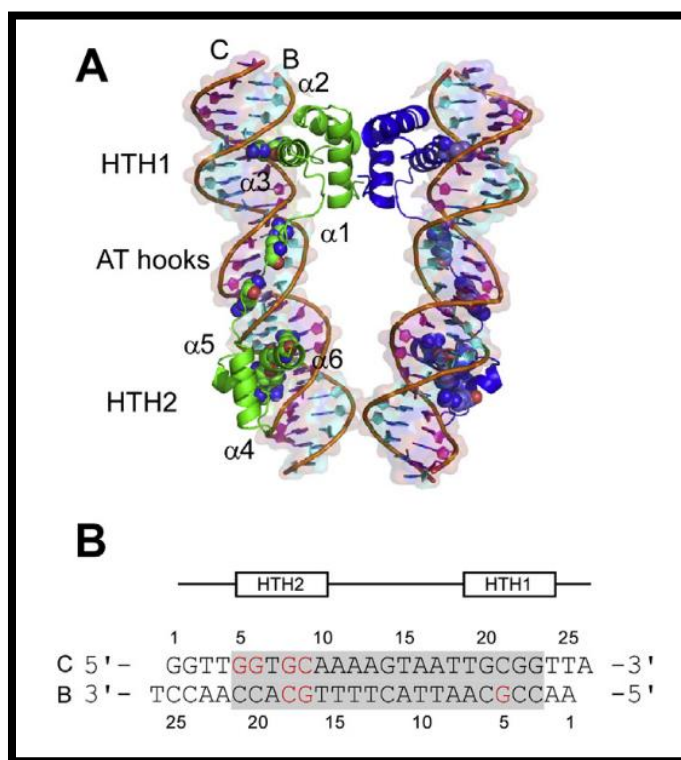 A
C B
α2
HTH1
α3
α1
AT hooks
α5
α6
HTH2
α4
B
HTH2 HTH1
1 5 10 15 20 25
C 5'- GGTTGGTGCAAAAGTAATTGCGGTTA -3'
B 3'- TCCAACCACGTTTTCATTAACGCCAA -5'
25 20 15 10 5 1